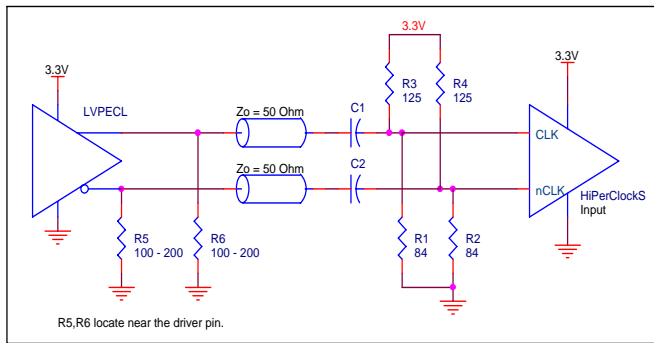 3.3V
3.3V
3.3V
R3
125
R4
125
LVPECL
Zo = 50 Ohm
C1
CLK
Zo = 50 Ohm
C2
nCLK
HiPerClockS
Input
R5
100 - 200
R6
100 - 200
R1
84
R2
84
R5,R6 locate near the driver pin.